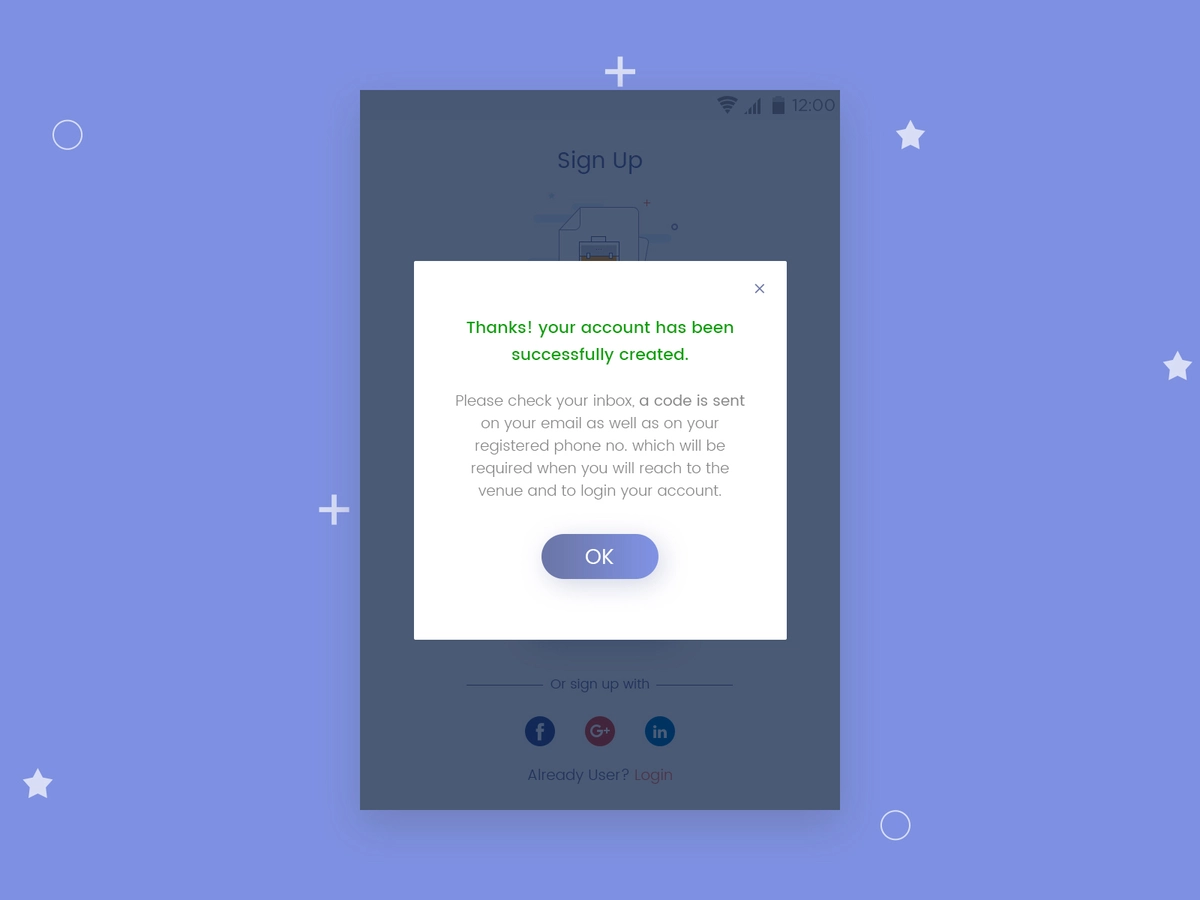 12:00
Sign Up
×
Thanks! your account has been
successfully created.
Please check your inbox, a code is sent
on your email as well as on your
registered phone no. which will be
required when you will reach to the
venue and to login your account.
OK
Or sign up with
f G+ in
Already User? Login